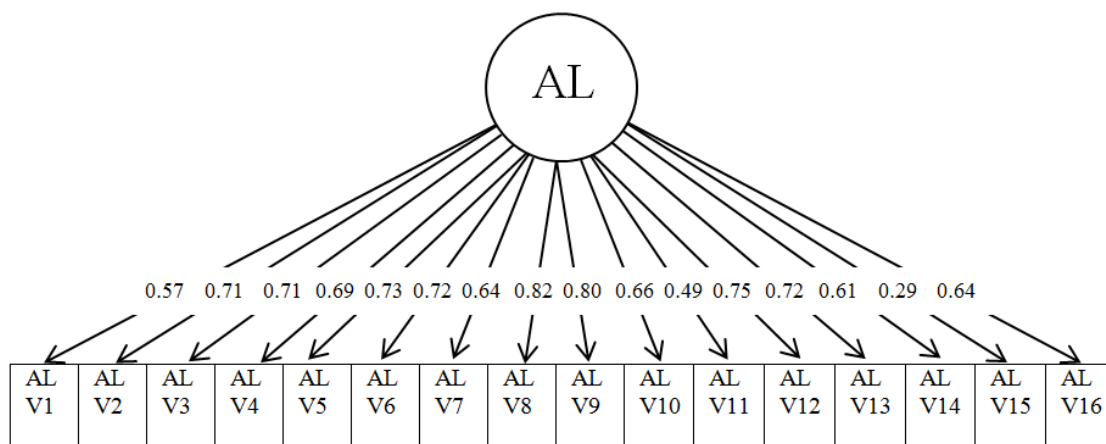 AL
0.57 0.71 0.71 0.69 0.73 0.72 0.64 0.82 0.80 0.66 0.49 0.75 0.72 0.61 0.29 0.64
AL AL AL AL AL AL AL AL AL AL AL AL AL AL AL AL
V1 V2 V3 V4 V5 V6 V7 V8 V9 V10 V11 V12 V13 V14 V15 V16